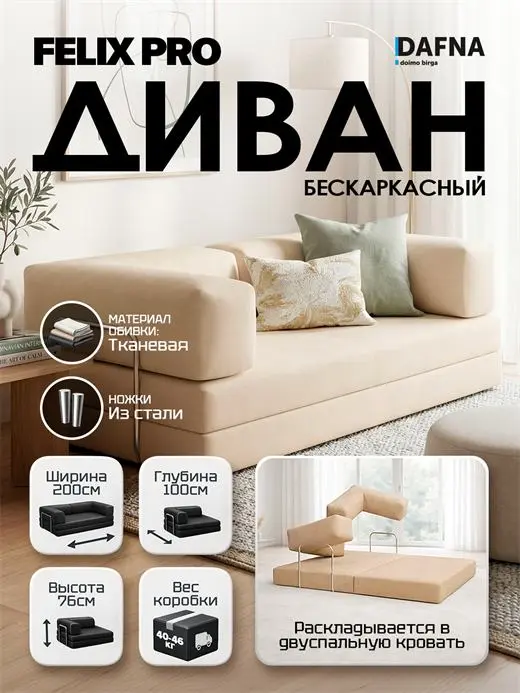 FELIX PRO
DAFNA
doimo birga
ДИВАН
БЕСКАРКАСНЫЙ
МАТЕРИАЛ
ОБИВКИ:
Тканевая
НОЖКИ
Из стали
Ширина
200см
Глубина
100см
Высота
76см
Вес
коробки
40-46
кг
Раскладывается в
двуспальную кровать